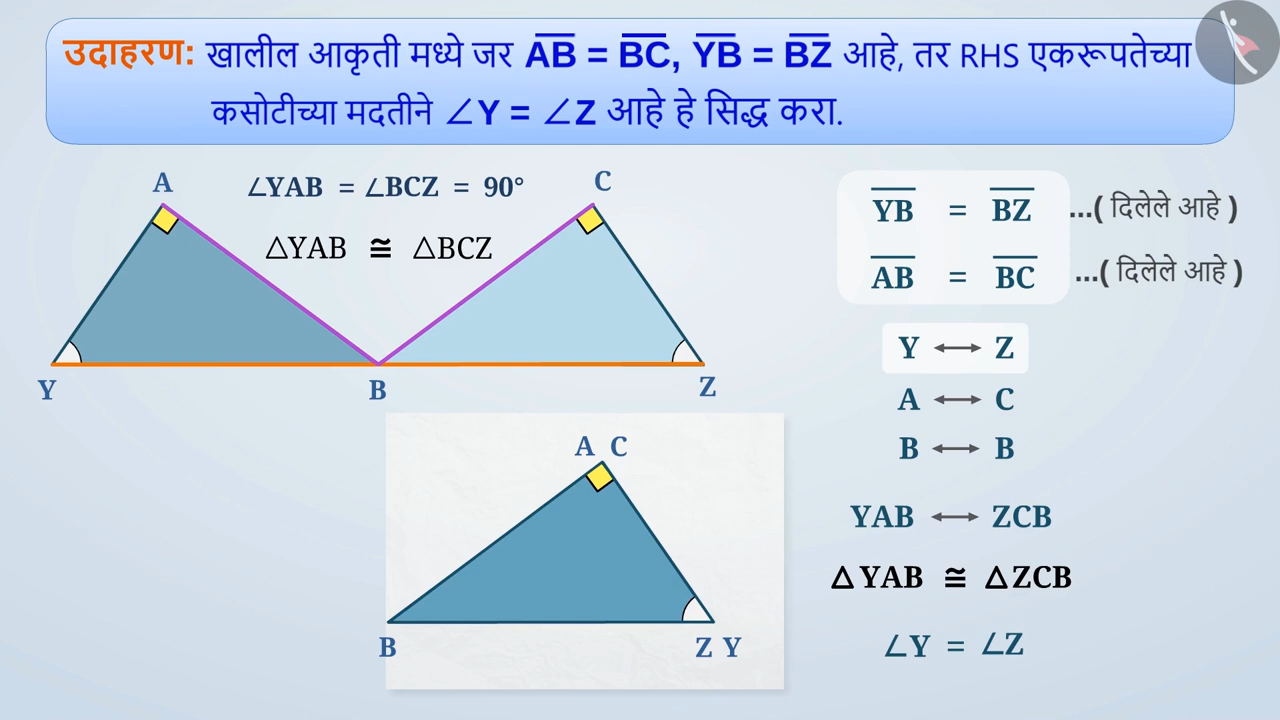 उदाहरण: खालील आकृती मध्ये जर AB = BC, YB = BZ आहे, तर RHS एकरूपतेच्या
कसोटीच्या मदतीने ∠Y = ∠Z आहे हे सिद्ध करा.
A
∠YAB = ∠BCZ = 90°
C
△YAB ≅ △BCZ
Y
B
Z
YB = BZ ...( दिलेले आहे )
AB = BC ...( दिलेले आहे )
Y ⟷ Z
A ⟷ C
B ⟷ B
YAB ⟷ ZCB
△YAB ≅ △ZCB
∠Y = ∠Z
A C
B
Z Y